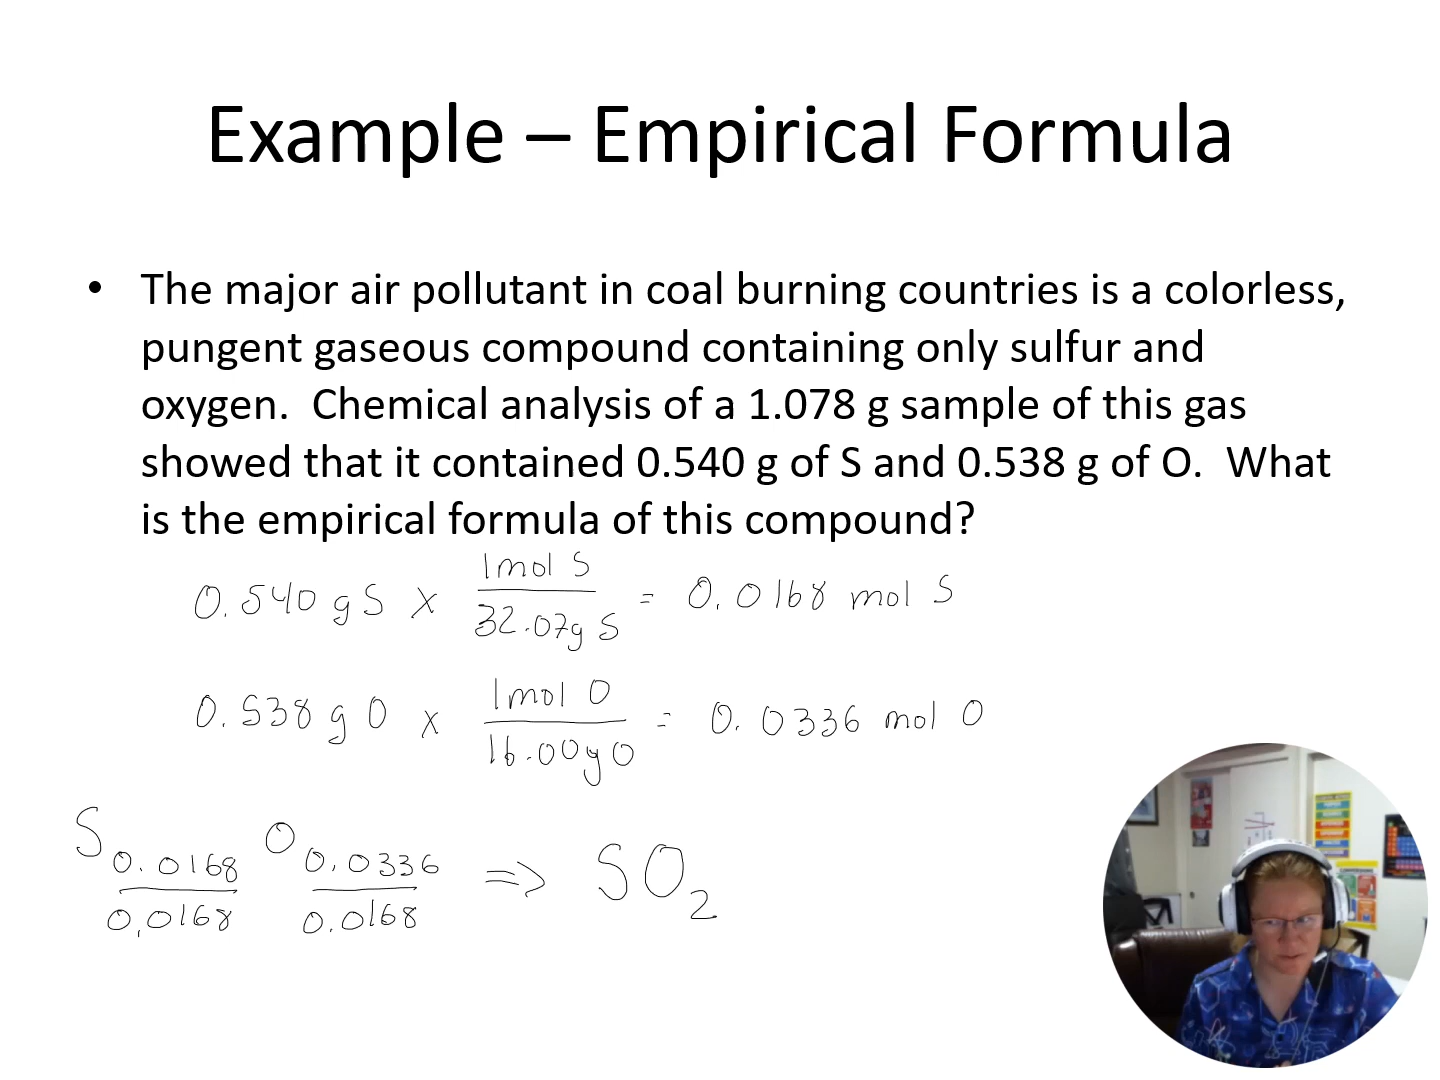 Example – Empirical Formula
• The major air pollutant in coal burning countries is a colorless,
pungent gaseous compound containing only sulfur and
oxygen.  Chemical analysis of a 1.078 g sample of this gas
showed that it contained 0.540 g of S and 0.538 g of O.  What
is the empirical formula of this compound?
0.540 g S × 1 mol S / 32.07 g S = 0.0168 mol S
0.538 g O × 1 mol O / 16.00 g O = 0.0336 mol O
S 0.0168 / 0.0168 O 0.0336 / 0.0168 ⇒ SO₂